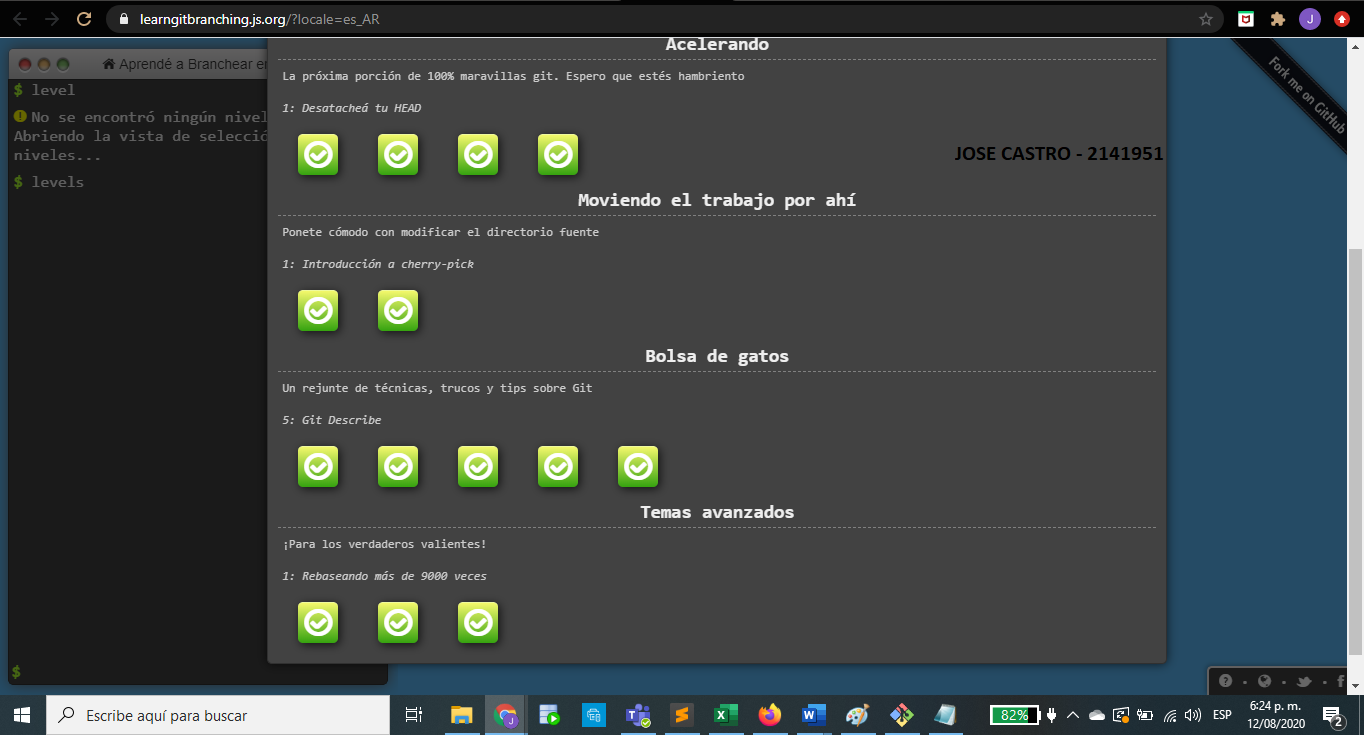 learngitbranching.js.org/?locale=es_AR
J
Aprendé a Branchear en
Fork me on GitHub
$ level
No se encontró ningún nivel
Abriendo la vista de selecció
niveles...
$ levels
$
Acelerando
La próxima porción de 100% maravillas git. Espero que estés hambriento
1: Desatacheá tu HEAD
JOSE CASTRO - 2141951
Moviendo el trabajo por ahí
Ponete cómodo con modificar el directorio fuente
1: Introducción a cherry-pick
Bolsa de gatos
Un rejunte de técnicas, trucos y tips sobre Git
5: Git Describe
Temas avanzados
¡Para los verdaderos valientes!
1: Rebaseando más de 9000 veces
Escribe aquí para buscar
82%
ESP
6:24 p. m.
12/08/2020
2